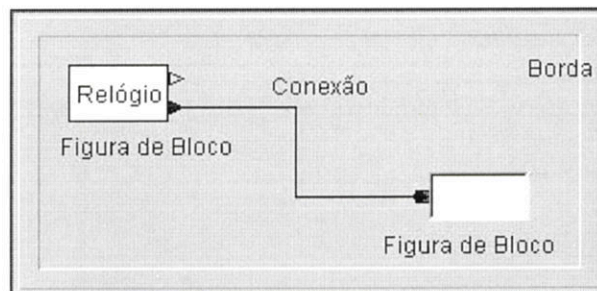 Borda
Relógio
Conexão
Figura de Bloco
Figura de Bloco